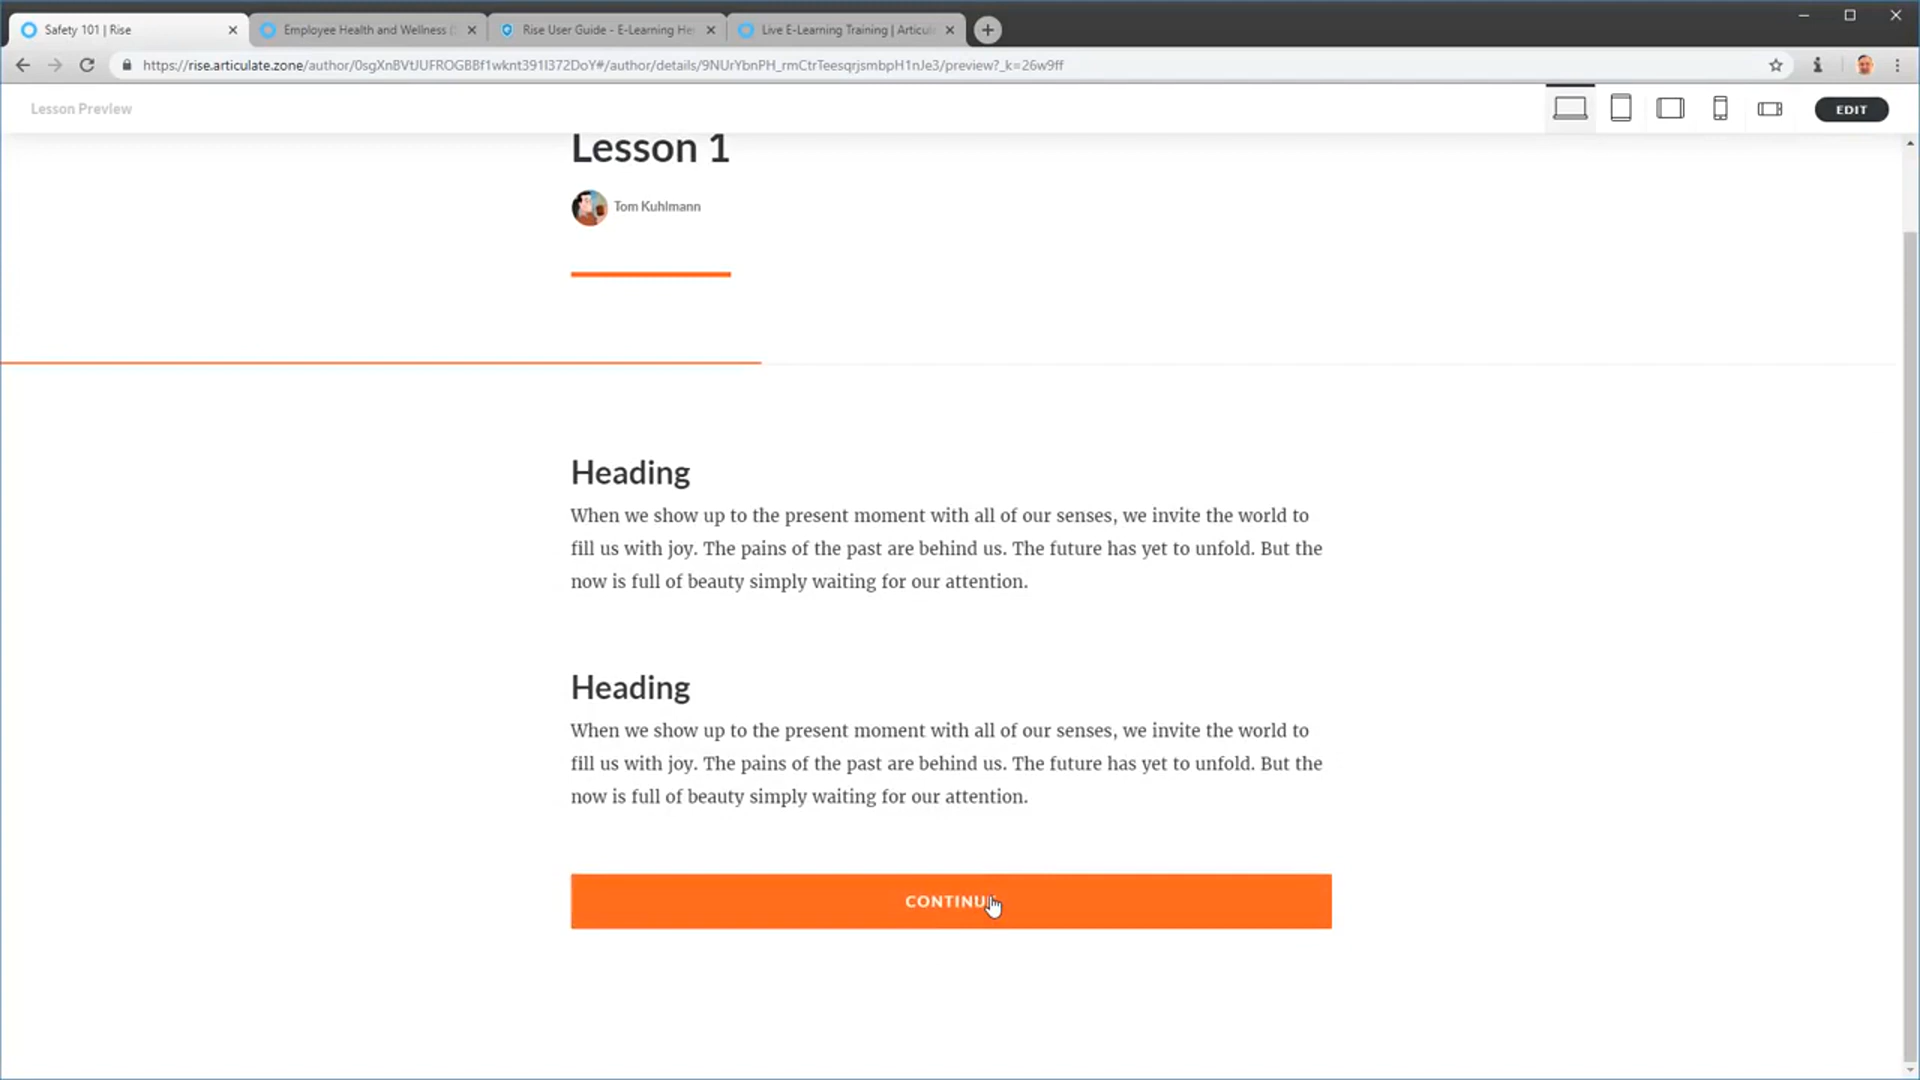 Safety 101 | Rise
Employee Health and Wellness (
Rise User Guide - E-Learning He
Live E-Learning Training | Articul
https://rise.articulate.zone/author/0sgXnBVtJUFROGBBf1wknt391I372DoY#/author/details/9NUrYbnPH_rmCtrTeesqrjsmbpH1nJe3/preview?_k=26w9ff
Lesson Preview
EDIT
Lesson 1
Tom Kuhlmann
Heading
When we show up to the present moment with all of our senses, we invite the world to
fill us with joy. The pains of the past are behind us. The future has yet to unfold. But the
now is full of beauty simply waiting for our attention.
Heading
When we show up to the present moment with all of our senses, we invite the world to
fill us with joy. The pains of the past are behind us. The future has yet to unfold. But the
now is full of beauty simply waiting for our attention.
CONTINU